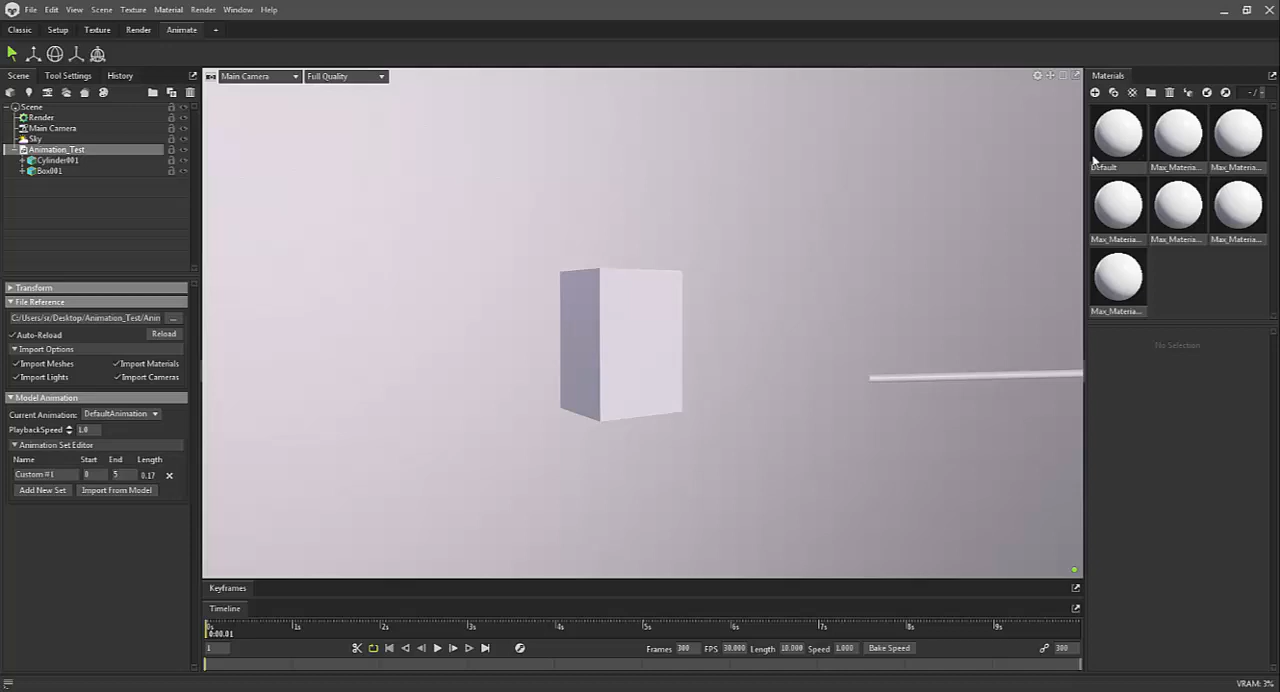 File Edit View Scene Texture Material Render Window Help
Classic Setup Texture Render Animate +
Scene Tool Settings History
Main Camera Full Quality
Materials
Scene
Render
Main Camera
Sky
Animation_Test
Cylinder001
Box001
Default Max_Materia... Max_Materia...
Max_Materia... Max_Materia... Max_Materia...
Max_Materia...
No Selection
Transform
File Reference
C:/Users/sr/Desktop/Animation_Test/Anin ...
Auto-Reload Reload
Import Options
Import Meshes Import Materials
Import Lights Import Cameras
Model Animation
Current Animation: DefaultAnimation
PlaybackSpeed 1.0
Animation Set Editor
Name Start End Length
Custom #1 0 5 0.17
Add New Set Import From Model
Keyframes
Timeline
0s 1s 2s 3s 4s 5s 6s 7s 8s 9s
0:00.01
1 Frames 300 FPS 30.000 Length 10.000 Speed 1.000 Bake Speed 300
VRAM: 3%